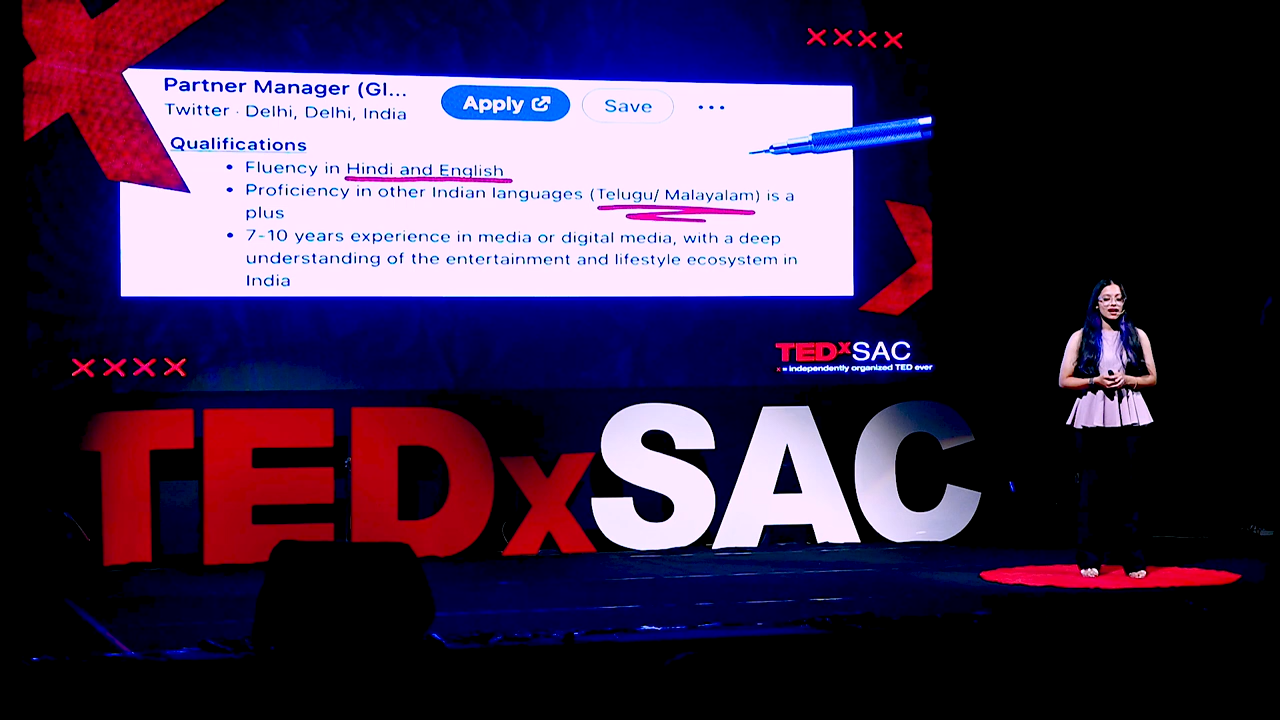 Partner Manager (Gl...
Twitter · Delhi, Delhi, India
Apply
Save
Qualifications
• Fluency in Hindi and English
• Proficiency in other Indian languages (Telugu/ Malayalam) is a
plus
• 7-10 years experience in media or digital media, with a deep
understanding of the entertainment and lifestyle ecosystem in
India
TEDxSAC
x = independently organized TED ever
TEDxSAC